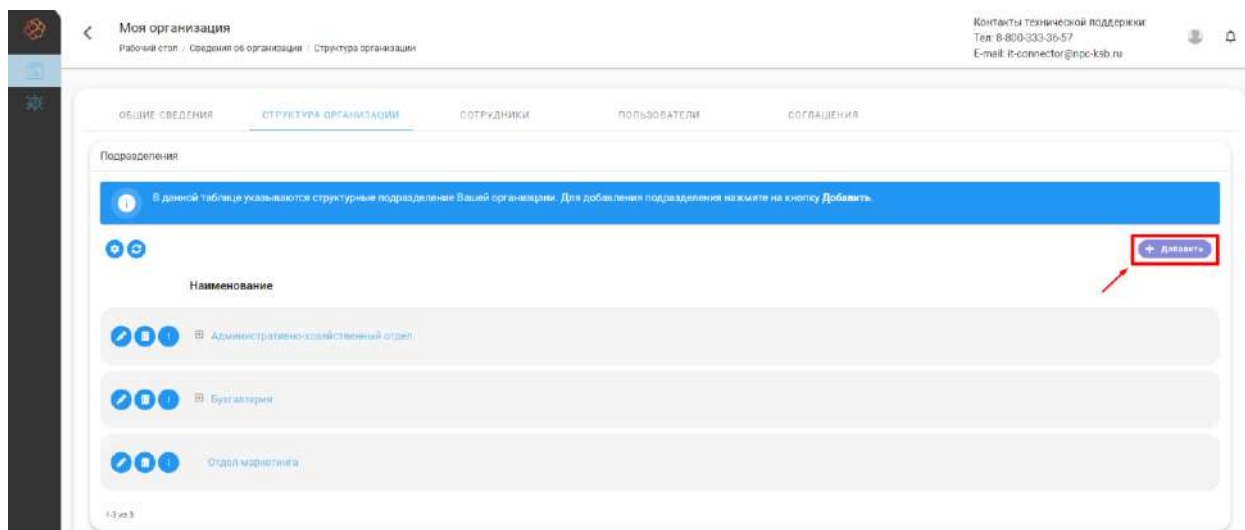 Моя организация
Рабочий стол / Сведения об организации / Структура организации
Контакты технической поддержки:
Тел: 8-800-333-36-57
E-mail: it-connector@npc-ksb.ru
ОБЩИЕ СВЕДЕНИЯ СТРУКТУРА ОРГАНИЗАЦИИ СОТРУДНИКИ ПОЛЬЗОВАТЕЛИ СОГЛАШЕНИЯ
Подразделения
В данной таблице указываются структурные подразделение Вашей организации. Для добавления подразделения нажмите на кнопку Добавить.
+ Добавить
Наименование
Административно-хозяйственный отдел
Бухгалтерия
Отдел маркетинга
1-3 из 3